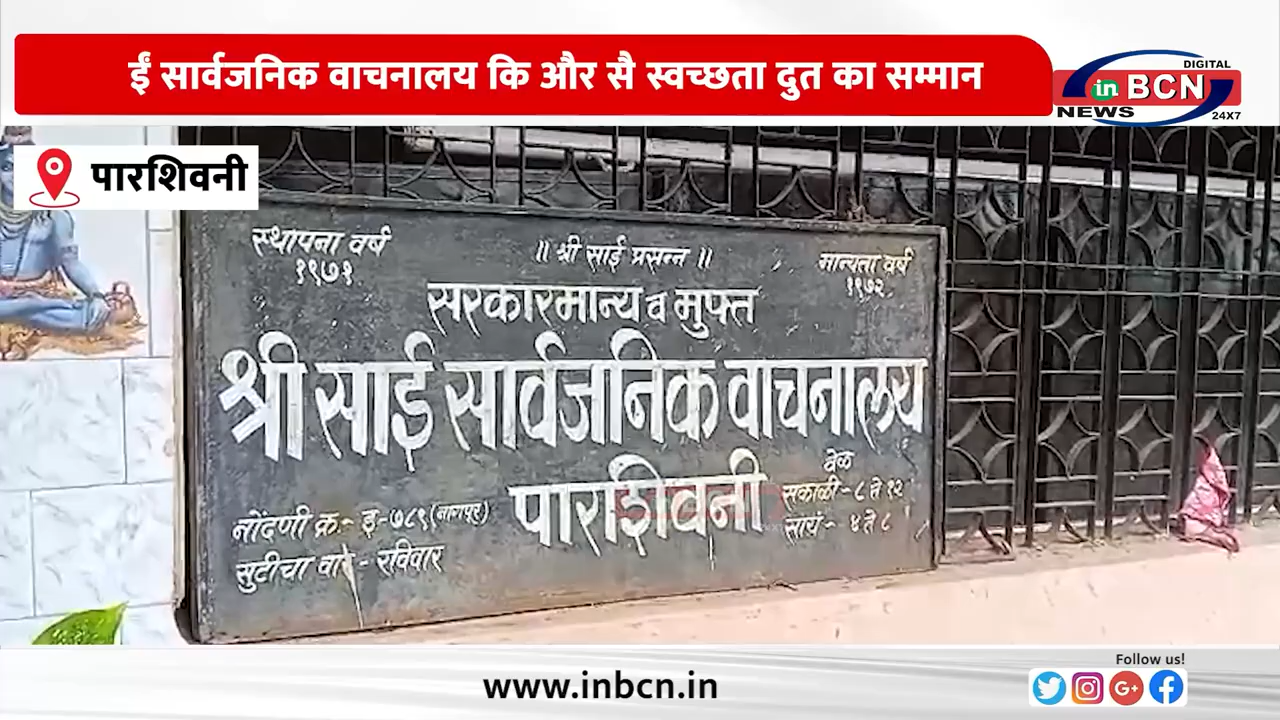 ईं सार्वजनिक वाचनालय कि और सै स्वच्छता दुत का सम्मान
DIGITAL
in BCN
NEWS 24X7
पारशिवनी
स्थापना वर्ष
१९७१
॥ श्री साई प्रसन्न ॥
मान्यता वर्ष
१९७२
सरकारमान्य व मुफ्त
श्री साई सार्वजनिक वाचनालय
पारशिवनी
नोंदणी क्र.- इ-७८९ (नागपूर)
सुटीचा वार - रविवार
वेळ
सकाळी - ८ ते १२
सायं - ४ ते ८
Follow us!
www.inbcn.in